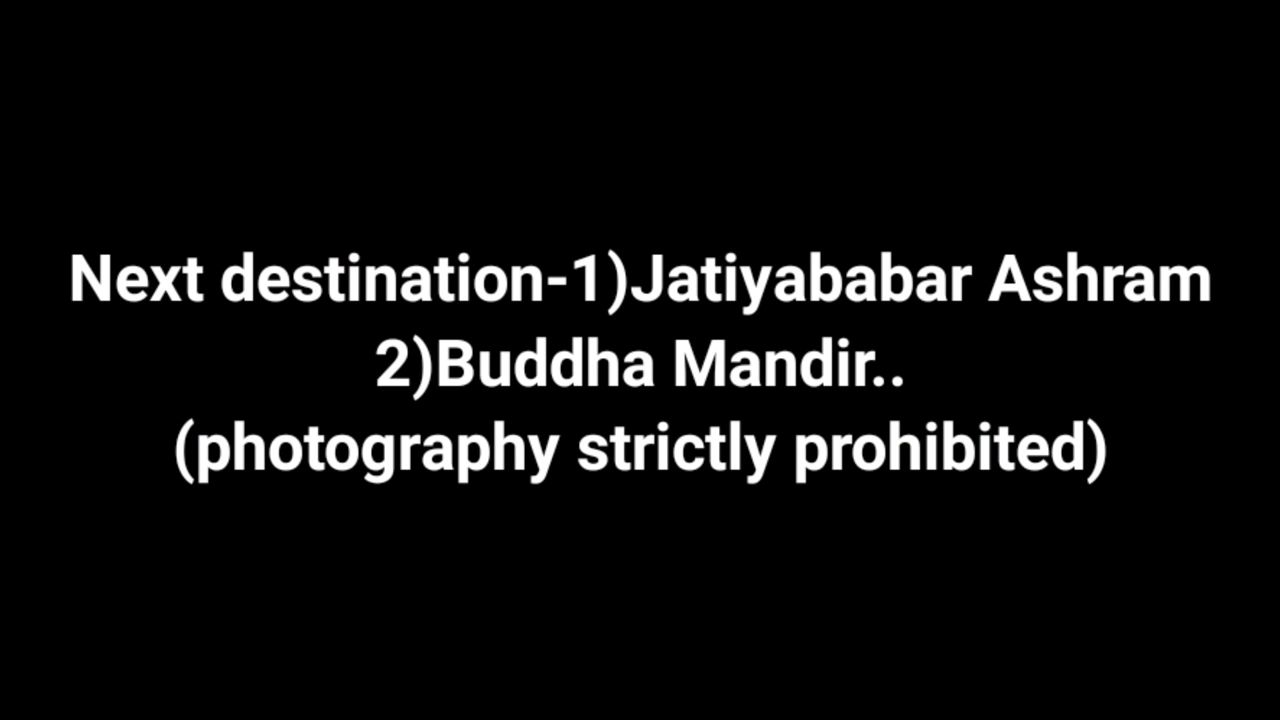 Next destination-1)Jatiyababar Ashram
2)Buddha Mandir..
(photography strictly prohibited)